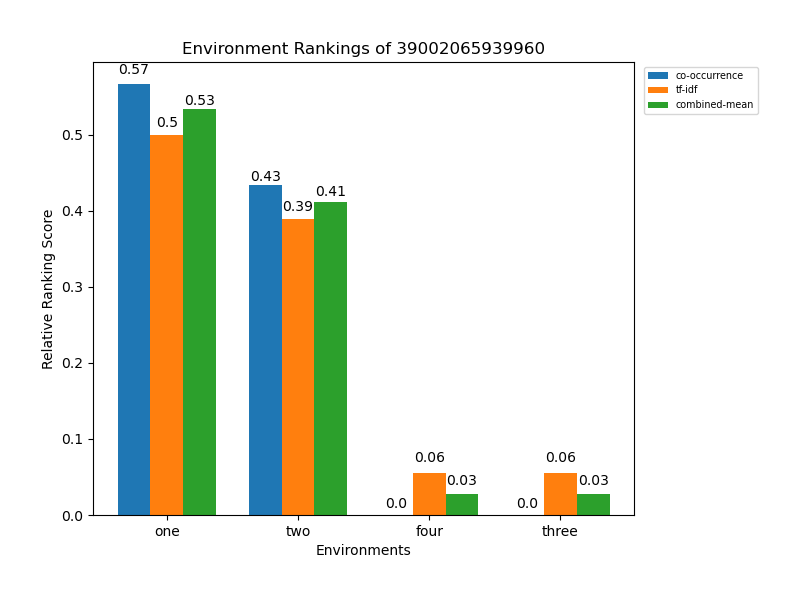 Environment Rankings of 39002065939960
co-occurrence
tf-idf
combined-mean
Relative Ranking Score
0.5
0.4
0.3
0.2
0.1
0.0
0.57
0.5
0.53
0.43
0.39
0.41
0.0
0.06
0.03
0.0
0.06
0.03
one two four three
Environments